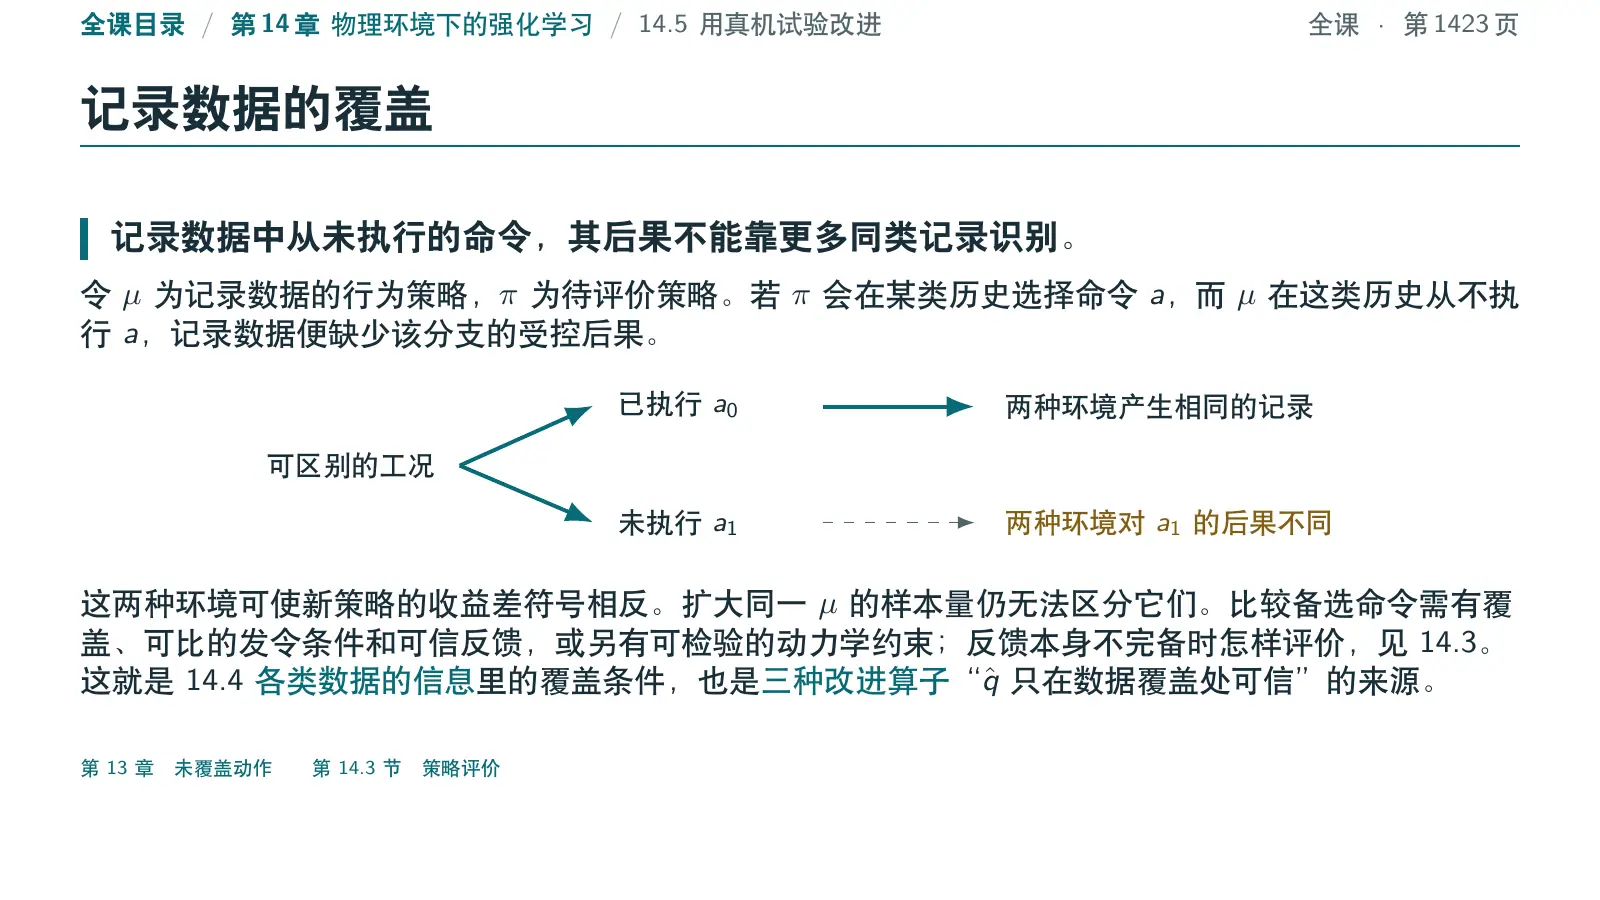 全课目录 / 第 14 章 物理环境下的强化学习 / 14.5 用真机试验改进
全课 · 第 1423 页
记录数据的覆盖
记录数据中从未执行的命令，其后果不能靠更多同类记录识别。
令 μ 为记录数据的行为策略，π 为待评价策略。若 π 会在某类历史选择命令 a，而 μ 在这类历史从不执
行 a，记录数据便缺少该分支的受控后果。
已执行 a₀
两种环境产生相同的记录
可区别的工况
未执行 a₁
两种环境对 a₁ 的后果不同
这两种环境可使新策略的收益差符号相反。扩大同一 μ 的样本量仍无法区分它们。比较备选命令需有覆
盖、可比的发令条件和可信反馈，或另有可检验的动力学约束；反馈本身不完备时怎样评价，见 14.3。
这就是 14.4 各类数据的信息里的覆盖条件，也是三种改进算子“q̂ 只在数据覆盖处可信”的来源。
第 13 章 未覆盖动作 第 14.3 节 策略评价